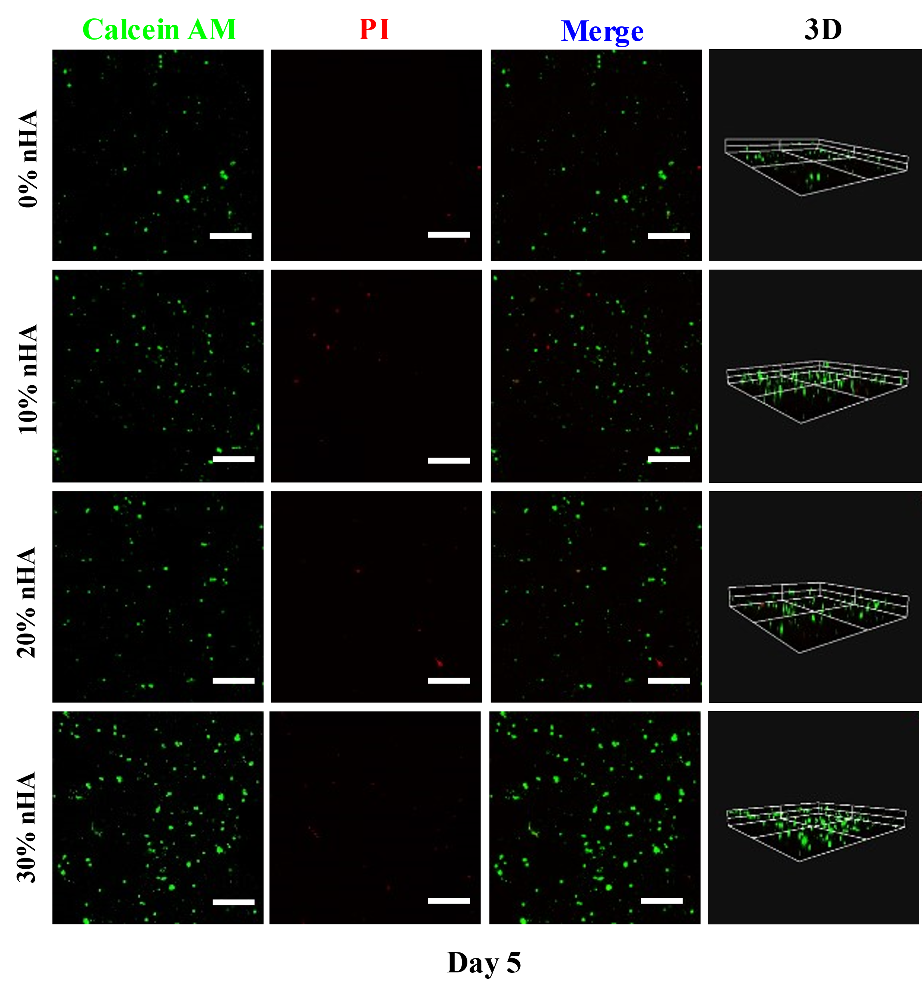 Calcein AM PI Merge 3D
0% nHA
10% nHA
20% nHA
30% nHA
Day 5